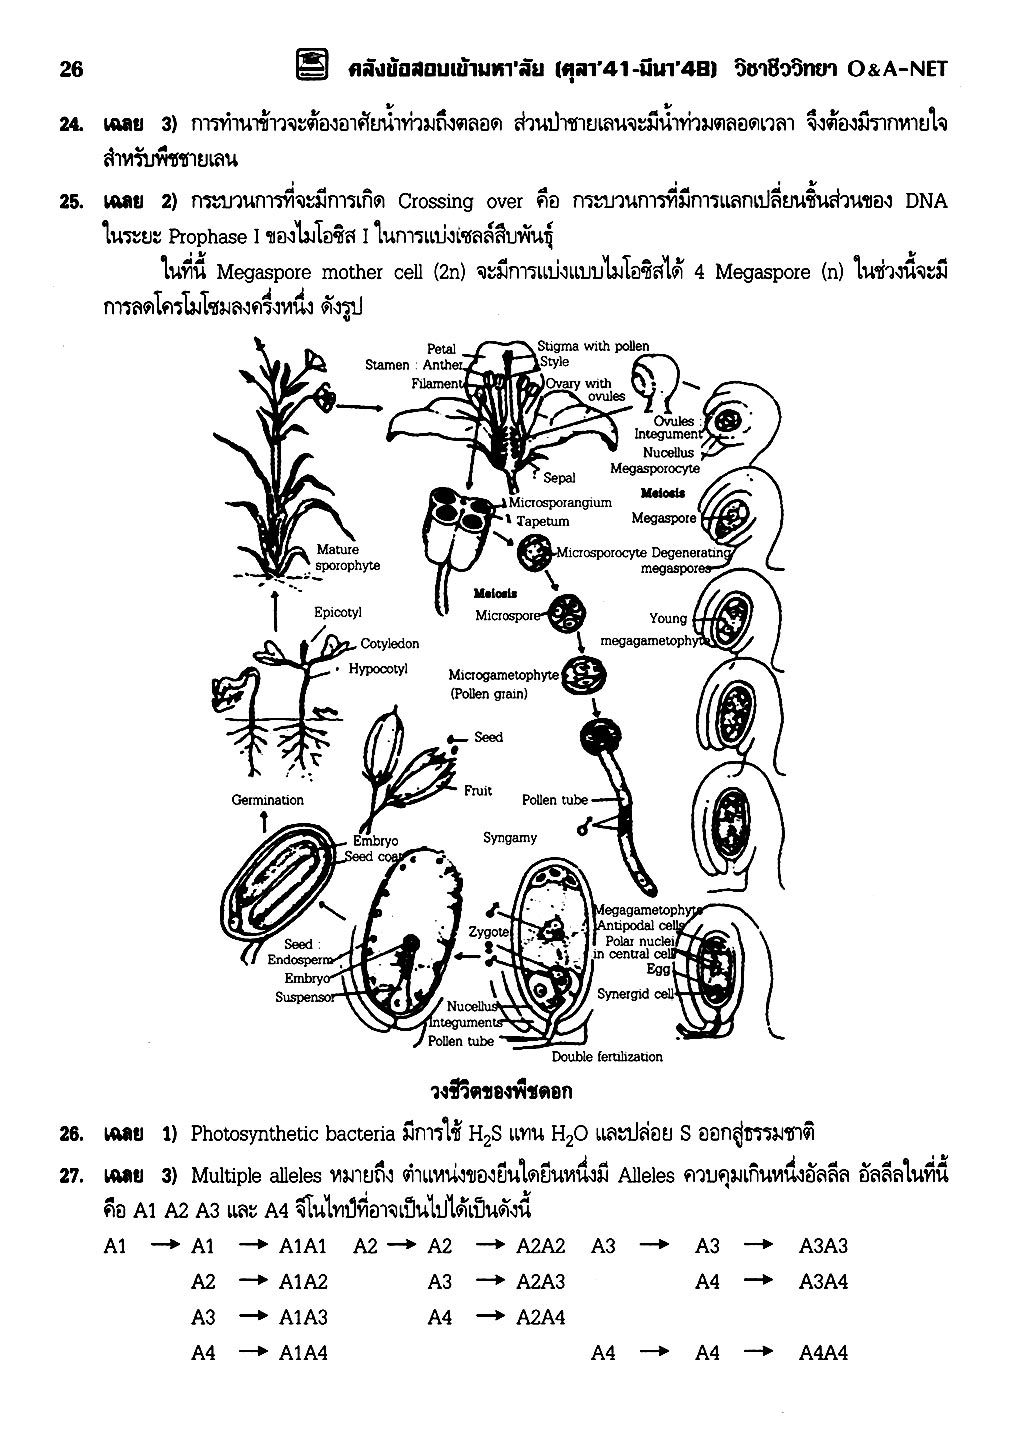 26 คลังข้อสอบเข้ามหา'ลัย (ตุลา'41-มีนา'48) วิชาชีววิทยา O & A-NET
24. เฉลย 3) การทำนาข้าวจะต้องอาศัยน้ำท่วมถึงตลอด ส่วนป่าชายเลนจะมีน้ำท่วมตลอดเวลา จึงต้องมีรากหายใจ
สำหรับพืชชายเลน
25. เฉลย 2) กระบวนการที่จะมีการเกิด Crossing over คือ กระบวนการที่มีการแลกเปลี่ยนชิ้นส่วนของ DNA
ในระยะ Prophase I ของไมโอซิส I ในการแบ่งเซลล์สืบพันธุ์
ในที่นี้ Megaspore mother cell (2n) จะมีการแบ่งแบบไมโอซิสได้ 4 Megaspore (n) ในช่วงนี้จะมี
การลดโครโมโซมลงครึ่งหนึ่ง ดังรูป
Petal
Stigma with pollen
Stamen : Anther
Style
Filament
Ovary with
ovules
Ovules :
Integument
Nucellus
Megasporocyte
Sepal
Meiosis
Microsporangium
Megaspore
Tapetum
Mature
sporophyte
Microsporocyte
Degenerating
megaspores
Meiosis
Microspore
Epicotyl
Young
megagametophyte
Cotyledon
Hypocotyl
Microgametophyte
(Pollen grain)
Seed
Fruit
Germination
Pollen tube
Embryo
Syngamy
Seed coat
Megagametophyte
Antipodal cells
Zygote
Polar nuclei
in central cell
Seed :
Endosperm
Egg
Embryo
Synergid cell
Suspensor
Nucellus
Integuments
Pollen tube
Double fertilization
วงชีวิตของพืชดอก
26. เฉลย 1) Photosynthetic bacteria มีการใช้ H₂S แทน H₂O และปล่อย S ออกสู่ธรรมชาติ
27. เฉลย 3) Multiple alleles หมายถึง ตำแหน่งของยีนใดยีนหนึ่งมี Alleles ควบคุมเกินหนึ่งอัลลีล อัลลีลในที่นี้
คือ A1 A2 A3 และ A4 จีโนไทป์ที่อาจเป็นไปได้เป็นดังนี้
A1 → A1 → A1A1 A2 → A2 → A2A2 A3 → A3 → A3A3
A2 → A1A2 A3 → A2A3 A4 → A3A4
A3 → A1A3 A4 → A2A4
A4 → A1A4 A4 → A4 → A4A4